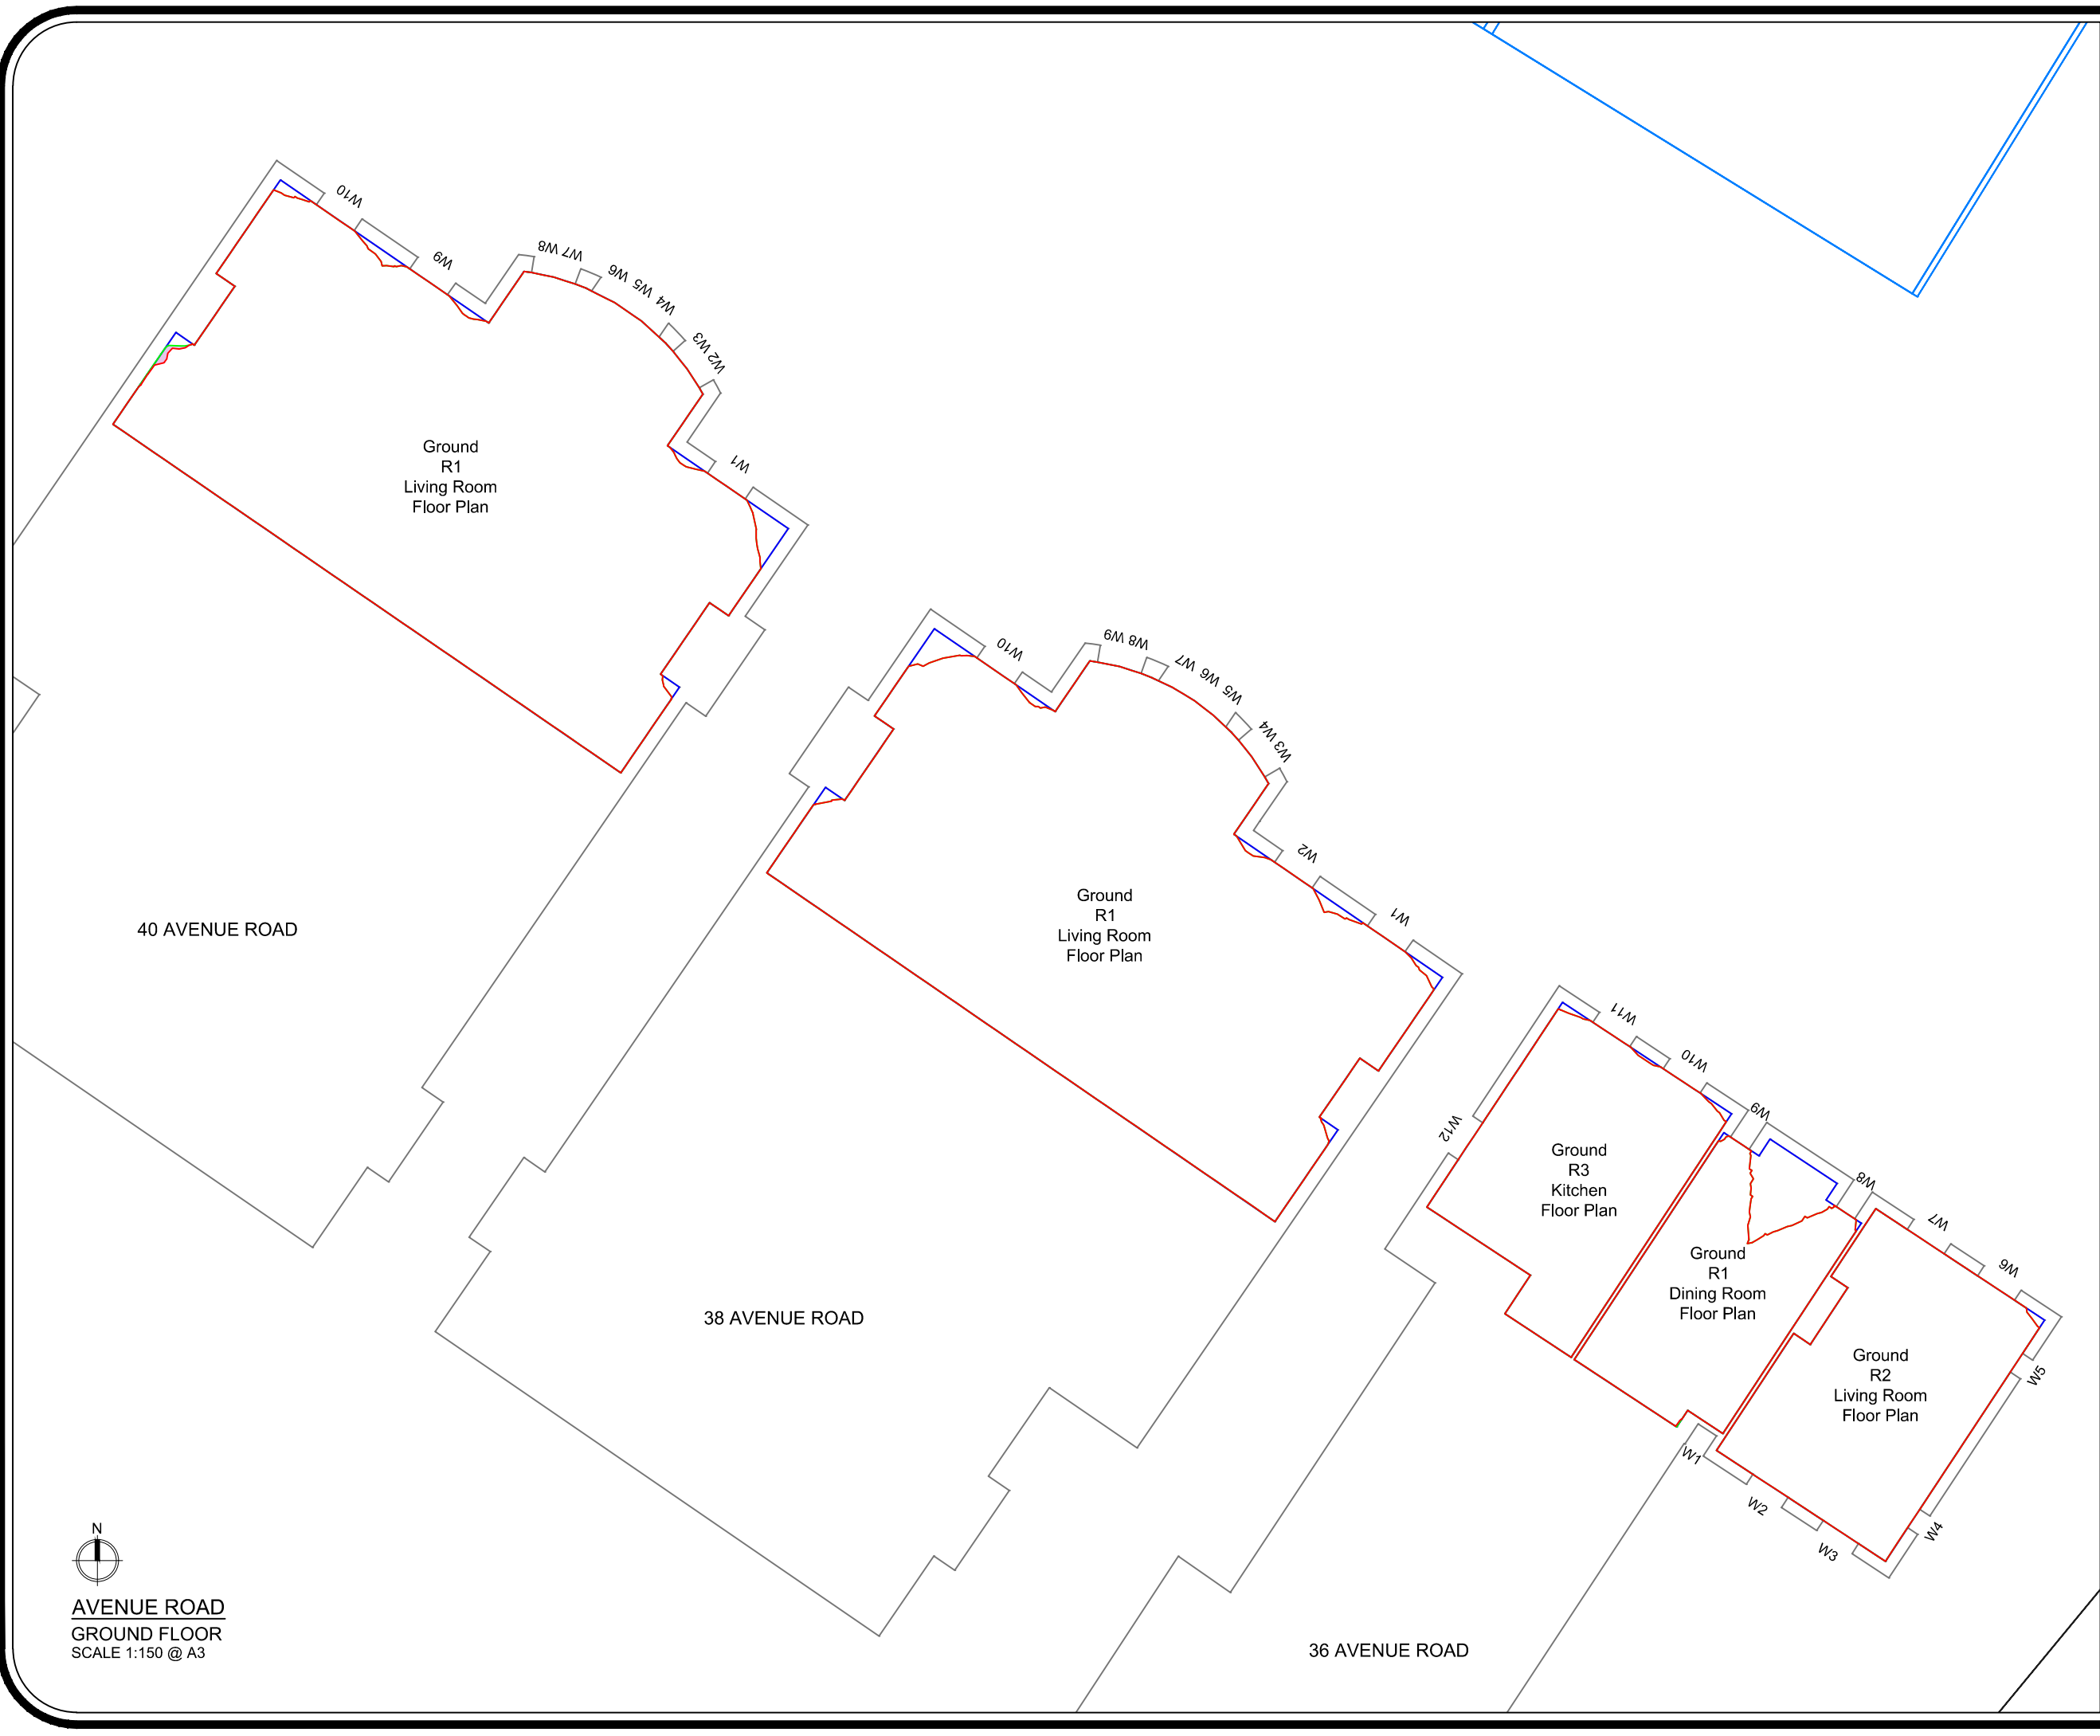 W10
W9
W8 W7
W6 W5 W4
W3 W2
W1
Ground
R1
Living Room
Floor Plan
40 AVENUE ROAD
W10
W9 W8
W7 W6 W5
W4 W3
W2
W1
Ground
R1
Living Room
Floor Plan
38 AVENUE ROAD
W11
W10
W9
W8
W7
W6
W12
Ground
R3
Kitchen
Floor Plan
Ground
R1
Dining Room
Floor Plan
Ground
R2
Living Room
Floor Plan
W5
W1
W2
W3
W4
36 AVENUE ROAD
N
AVENUE ROAD
GROUND FLOOR
SCALE 1:150 @ A3